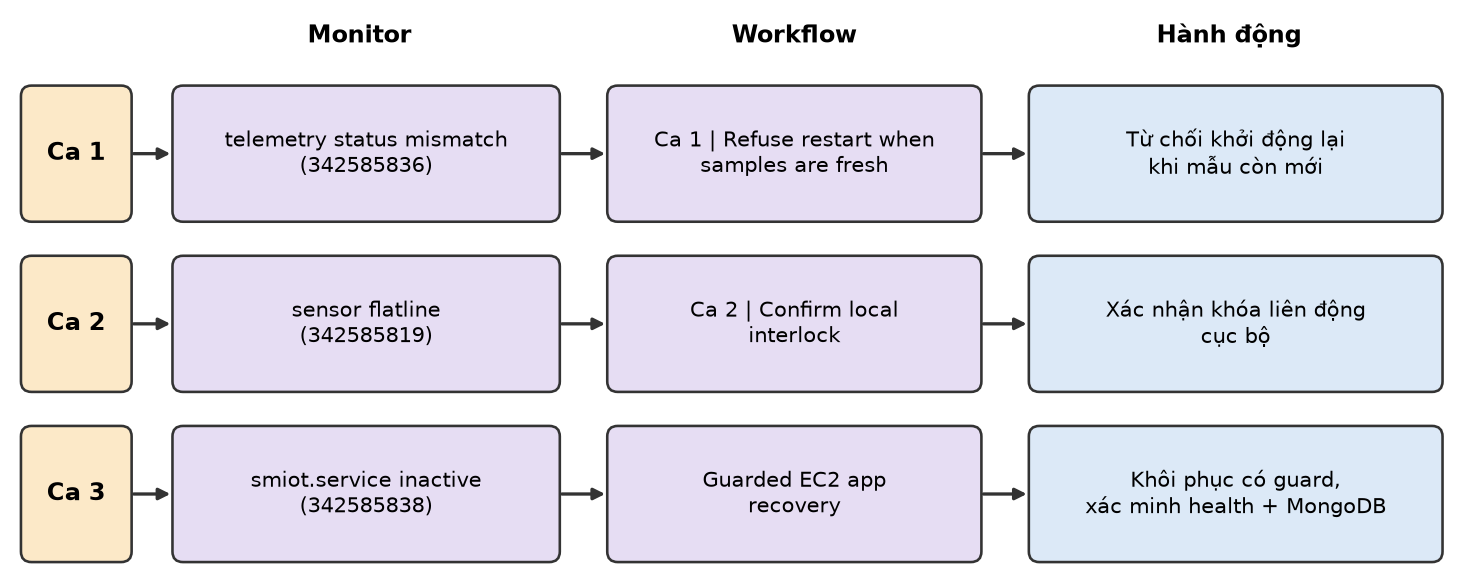 Monitor
Workflow
Hành động
Ca 1
telemetry status mismatch
(342585836)
Ca 1 | Refuse restart when
samples are fresh
Từ chối khởi động lại
khi mẫu còn mới
Ca 2
sensor flatline
(342585819)
Ca 2 | Confirm local
interlock
Xác nhận khóa liên động
cục bộ
Ca 3
smiot.service inactive
(342585838)
Guarded EC2 app
recovery
Khôi phục có guard,
xác minh health + MongoDB